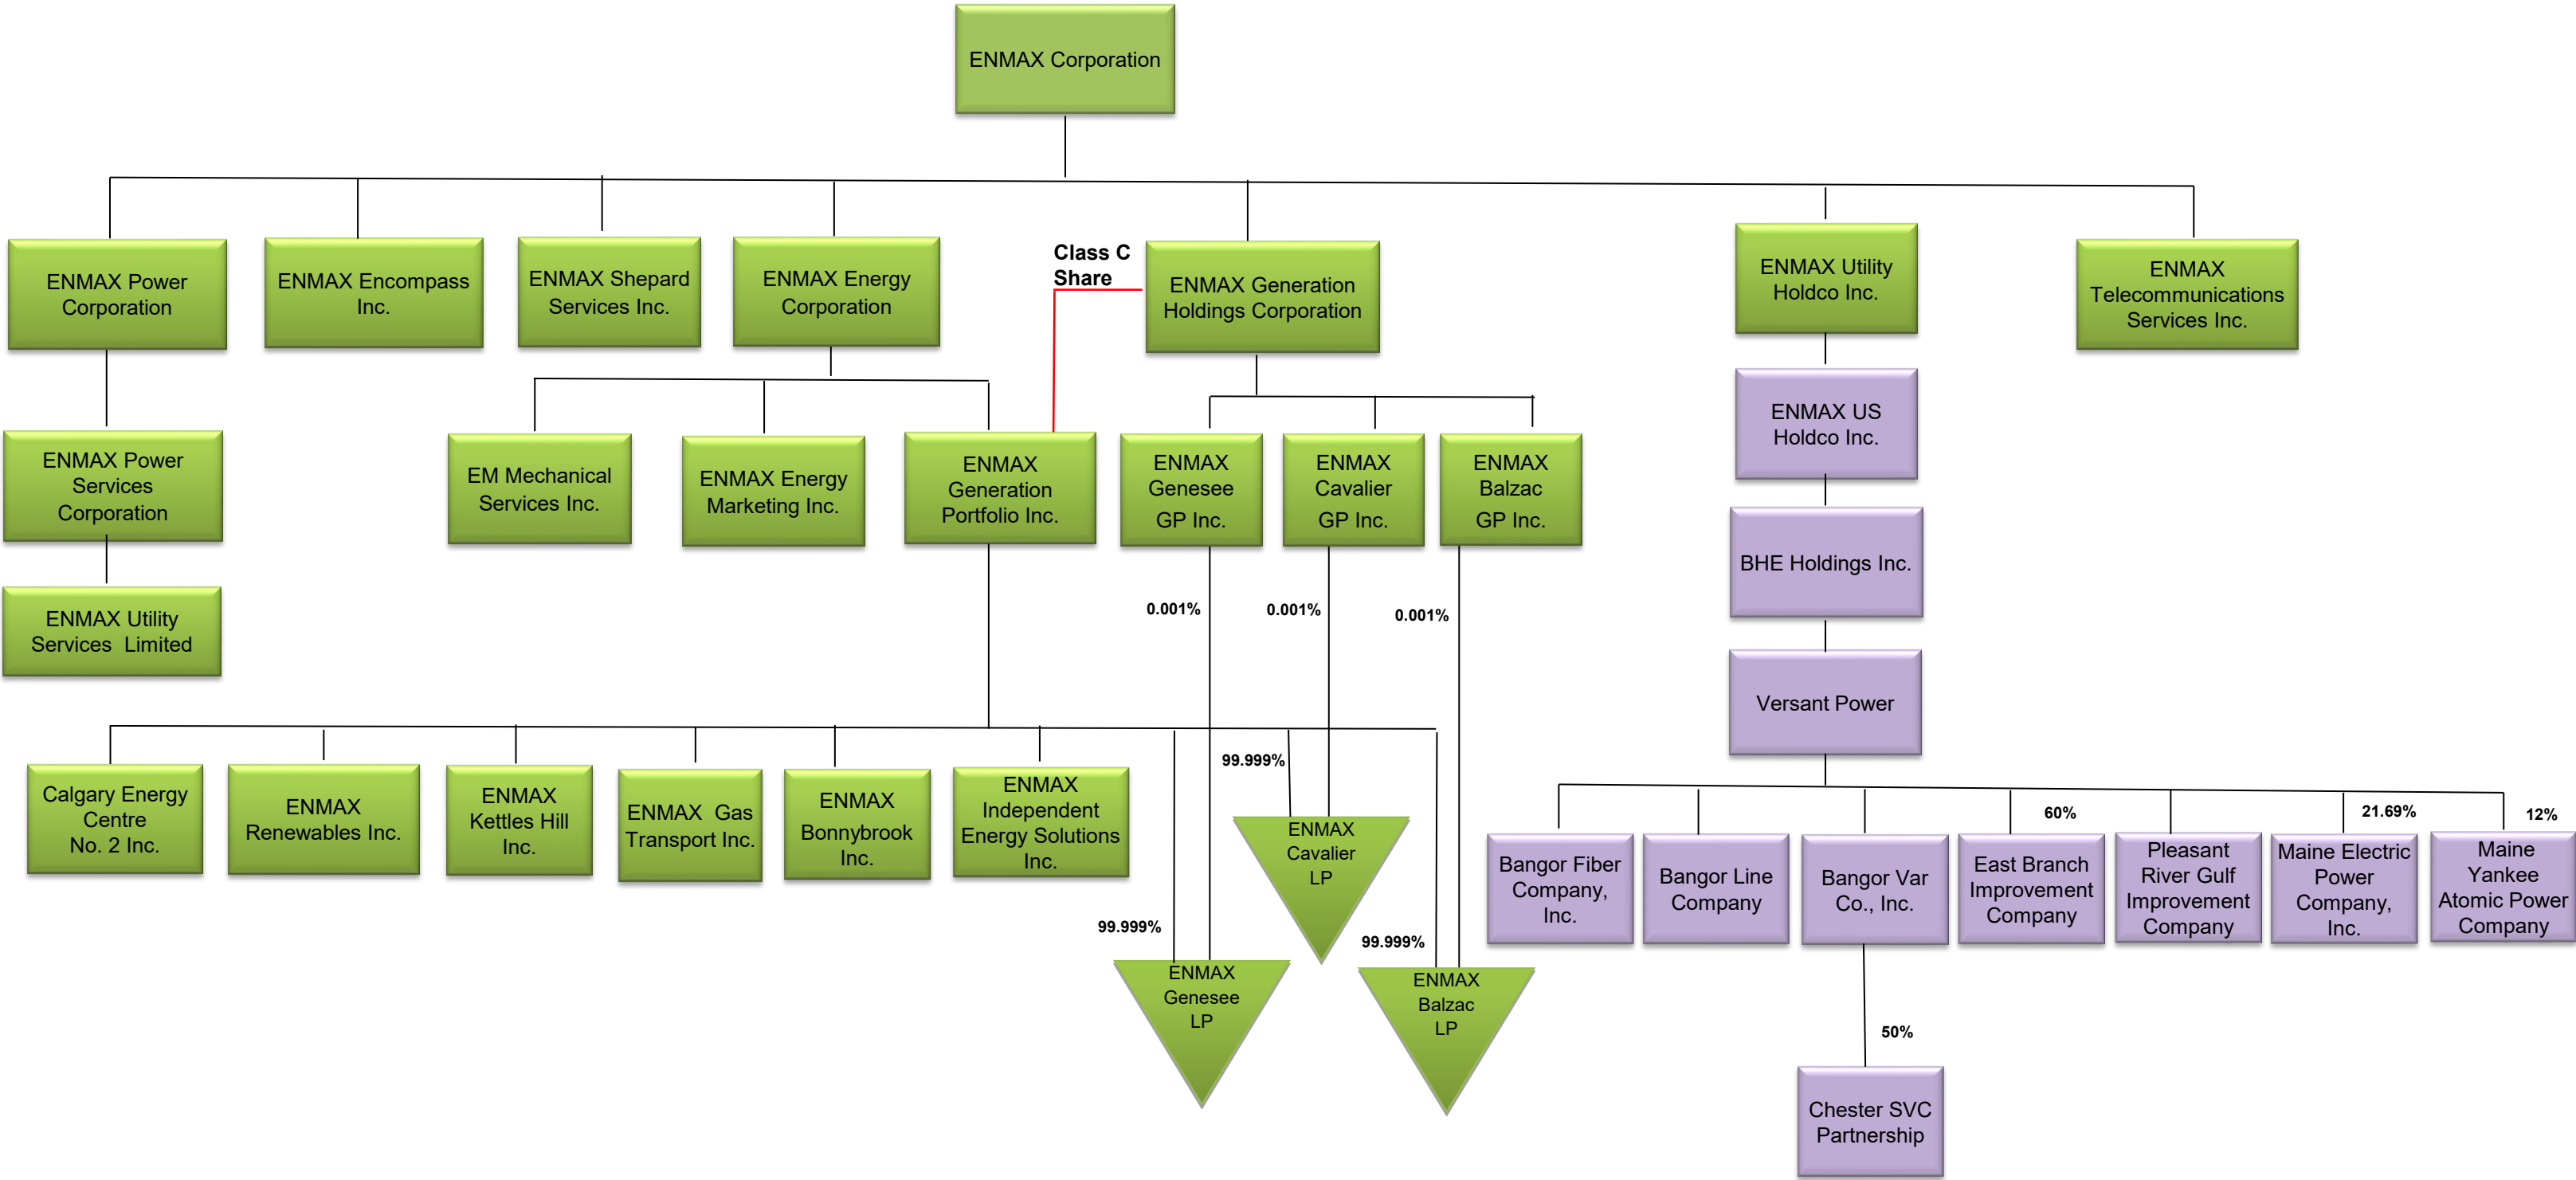 ENMAX Corporation
ENMAX Power
Corporation
ENMAX Encompass
Inc.
ENMAX Shepard
Services Inc.
ENMAX Energy
Corporation
Class C
Share
ENMAX Generation
Holdings Corporation
ENMAX Utility
Holdco Inc.
ENMAX
Telecommunications
Services Inc.
ENMAX US
Holdco Inc.
ENMAX Power
Services
Corporation
EM Mechanical
Services Inc.
ENMAX Energy
Marketing Inc.
ENMAX
Generation
Portfolio Inc.
ENMAX
Genesee
GP Inc.
ENMAX
Cavalier
GP Inc.
ENMAX
Balzac
GP Inc.
BHE Holdings Inc.
ENMAX Utility
Services Limited
0.001%
0.001%
0.001%
Versant Power
99.999%
Calgary Energy
Centre
No. 2 Inc.
ENMAX
Renewables Inc.
ENMAX
Kettles Hill
Inc.
ENMAX Gas
Transport Inc.
ENMAX
Bonnybrook
Inc.
ENMAX
Independent
Energy Solutions
Inc.
ENMAX
Cavalier
LP
60%
21.69%
12%
Bangor Fiber
Company,
Inc.
Bangor Line
Company
Bangor Var
Co., Inc.
East Branch
Improvement
Company
Pleasant
River Gulf
Improvement
Company
Maine Electric
Power
Company,
Inc.
Maine
Yankee
Atomic Power
Company
99.999%
99.999%
ENMAX
Genesee
LP
ENMAX
Balzac
LP
50%
Chester SVC
Partnership